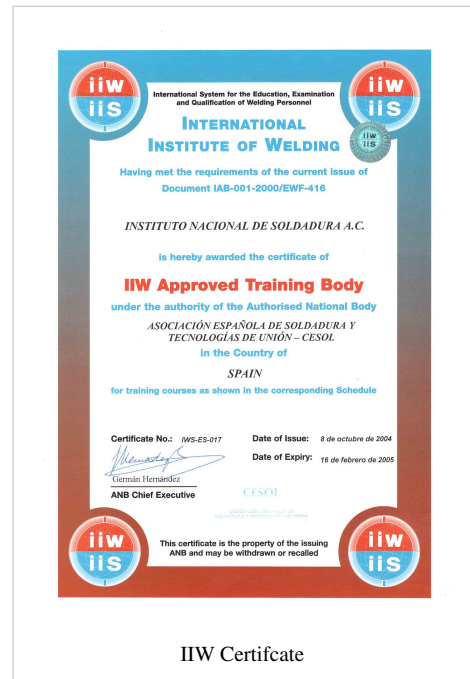 iiw
iis
iiw
iis
International System for the Education, Examination
and Qualification of Welding Personnel
INTERNATIONAL
INSTITUTE OF WELDING
iiw
iis
Having met the requirements of the current issue of
Document IAB-001-2000/EWF-416
INSTITUTO NACIONAL DE SOLDADURA A.C.
is hereby awarded the certificate of
IIW Approved Training Body
under the authority of the Authorised National Body
ASOCIACIÓN ESPAÑOLA DE SOLDADURA Y
TECNOLOGÍAS DE UNIÓN – CESOL
in the Country of
SPAIN
for training courses as shown in the corresponding Schedule
Certificate No.: IWS-ES-017
Date of Issue: 8 de octubre de 2004
Date of Expiry: 16 de febrero de 2005
Germán Hernández
ANB Chief Executive
CESOL
This certificate is the property of the issuing
ANB and may be withdrawn or recalled
iiw
iis
iiw
iis
IIW Certifcate